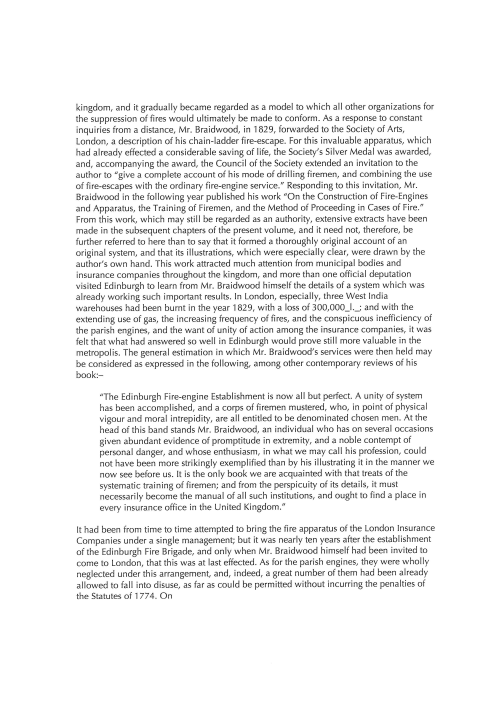 kingdom, and it gradually became regarded as a model to which all other organizations for
the suppression of fires would ultimately be made to conform. As a response to constant
inquiries from a distance, Mr. Braidwood, in 1829, forwarded to the Society of Arts,
London, a description of his chain-ladder fire-escape. For this invaluable apparatus, which
had already effected a considerable saving of life, the Society's Silver Medal was awarded,
and, accompanying the award, the Council of the Society extended an invitation to the
author to “give a complete account of his mode of drilling firemen, and combining the use
of fire-escapes with the ordinary fire-engine service.” Responding to this invitation, Mr.
Braidwood in the following year published his work “On the Construction of Fire-Engines
and Apparatus, the Training of Firemen, and the Method of Proceeding in Cases of Fire.”
From this work, which may still be regarded as an authority, extensive extracts have been
made in the subsequent chapters of the present volume, and it need not, therefore, be
further referred to here than to say that it formed a thoroughly original account of an
original system, and that its illustrations, which were especially clear, were drawn by the
author's own hand. This work attracted much attention from municipal bodies and
insurance companies throughout the kingdom, and more than one official deputation
visited Edinburgh to learn from Mr. Braidwood himself the details of a system which was
already working such important results. In London, especially, three West India
warehouses had been burnt in the year 1829, with a loss of 300,000_l._; and with the
extending use of gas, the increasing frequency of fires, and the conspicuous inefficiency of
the parish engines, and the want of unity of action among the insurance companies, it was
felt that what had answered so well in Edinburgh would prove still more valuable in the
metropolis. The general estimation in which Mr. Braidwood's services were then held may
be considered as expressed in the following, among other contemporary reviews of his
book:–
“The Edinburgh Fire-engine Establishment is now all but perfect. A unity of system
has been accomplished, and a corps of firemen mustered, who, in point of physical
vigour and moral intrepidity, are all entitled to be denominated chosen men. At the
head of this band stands Mr. Braidwood, an individual who has on several occasions
given abundant evidence of promptitude in extremity, and a noble contempt of
personal danger, and whose enthusiasm, in what we may call his profession, could
not have been more strikingly exemplified than by his illustrating it in the manner we
now see before us. It is the only book we are acquainted with that treats of the
systematic training of firemen; and from the perspicuity of its details, it must
necessarily become the manual of all such institutions, and ought to find a place in
every insurance office in the United Kingdom.”
It had been from time to time attempted to bring the fire apparatus of the London Insurance
Companies under a single management; but it was nearly ten years after the establishment
of the Edinburgh Fire Brigade, and only when Mr. Braidwood himself had been invited to
come to London, that this was at last effected. As for the parish engines, they were wholly
neglected under this arrangement, and, indeed, a great number of them had been already
allowed to fall into disuse, as far as could be permitted without incurring the penalties of
the Statutes of 1774. On